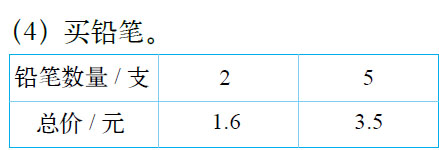 （4）买铅笔。
铅笔数量 / 支 2 5
总价 / 元 1.6 3.5